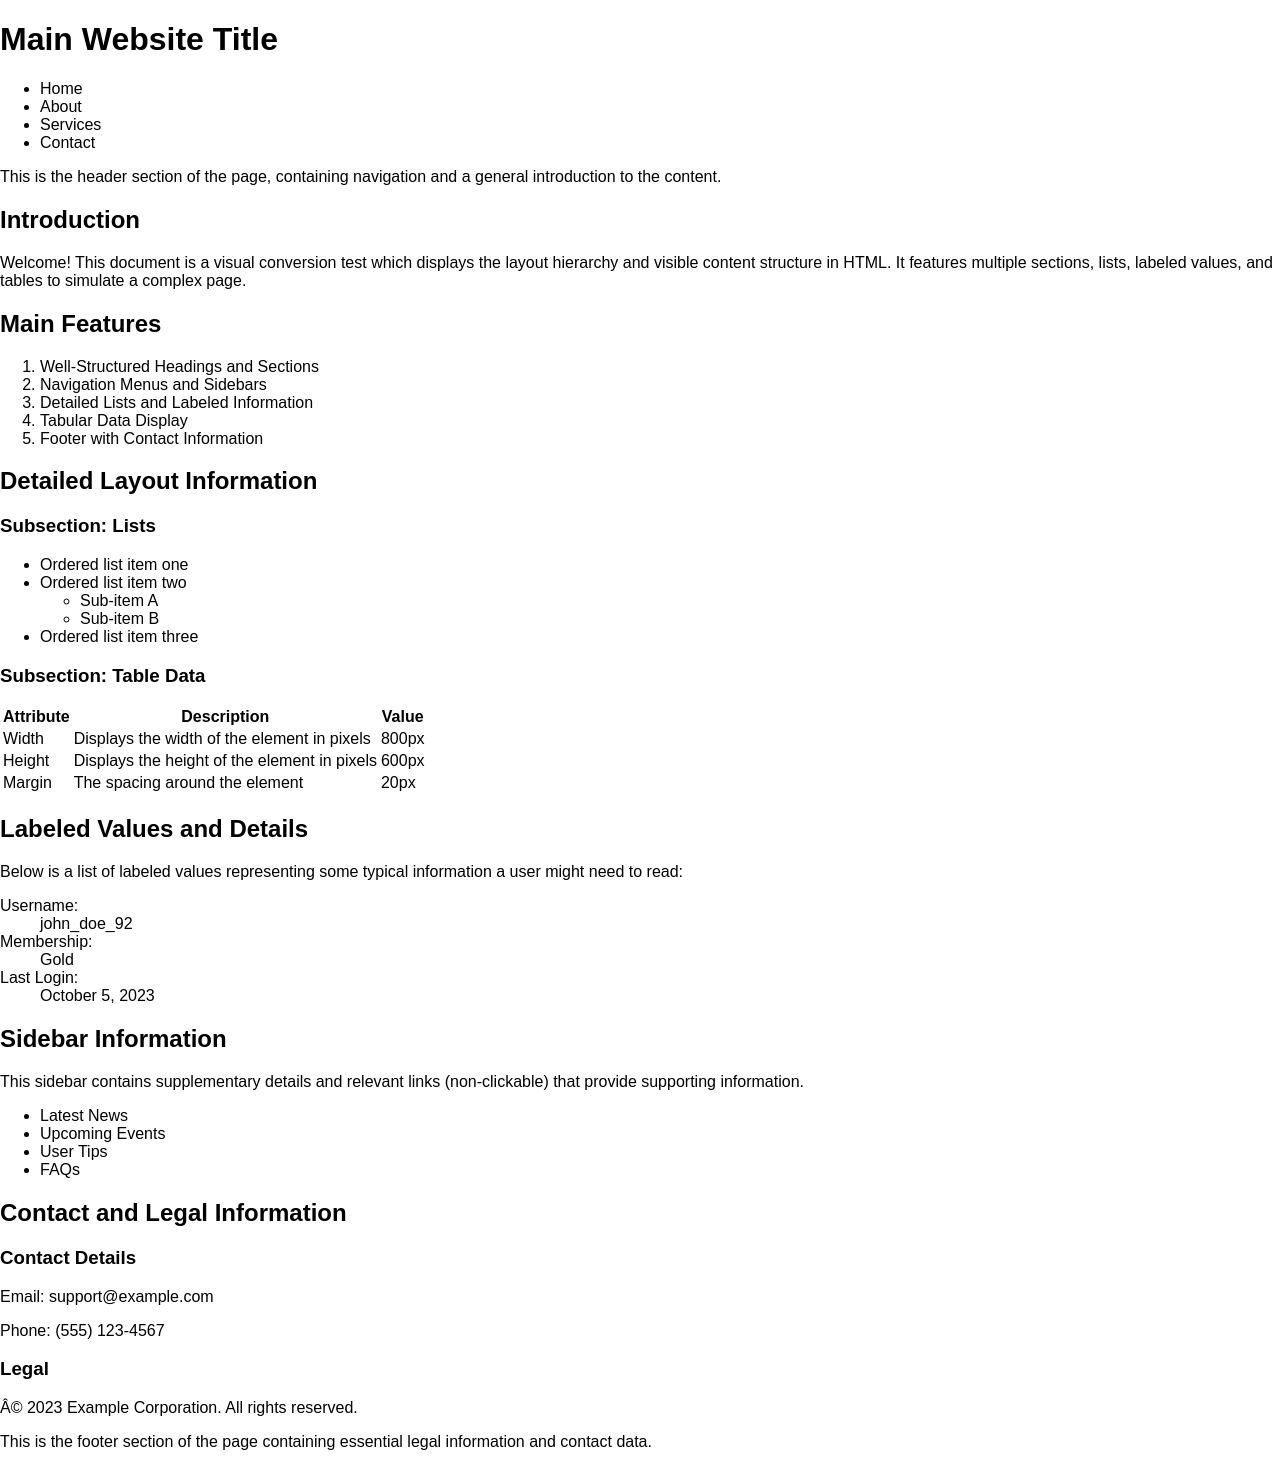 Main Website Title
Home
About
Services
Contact
This is the header section of the page, containing navigation and a general introduction to the content.
Introduction
Welcome! This document is a visual conversion test which displays the layout hierarchy and visible content structure in HTML. It features multiple sections, lists, labeled values, and
tables to simulate a complex page.
Main Features
1. Well-Structured Headings and Sections
2. Navigation Menus and Sidebars
3. Detailed Lists and Labeled Information
4. Tabular Data Display
5. Footer with Contact Information
Detailed Layout Information
Subsection: Lists
Ordered list item one
Ordered list item two
Sub-item A
Sub-item B
Ordered list item three
Subsection: Table Data
Attribute Description Value
Width Displays the width of the element in pixels 800px
Height Displays the height of the element in pixels 600px
Margin The spacing around the element 20px
Labeled Values and Details
Below is a list of labeled values representing some typical information a user might need to read:
Username:
john_doe_92
Membership:
Gold
Last Login:
October 5, 2023
Sidebar Information
This sidebar contains supplementary details and relevant links (non-clickable) that provide supporting information.
Latest News
Upcoming Events
User Tips
FAQs
Contact and Legal Information
Contact Details
Email: support@example.com
Phone: (555) 123-4567
Legal
Â© 2023 Example Corporation. All rights reserved.
This is the footer section of the page containing essential legal information and contact data.